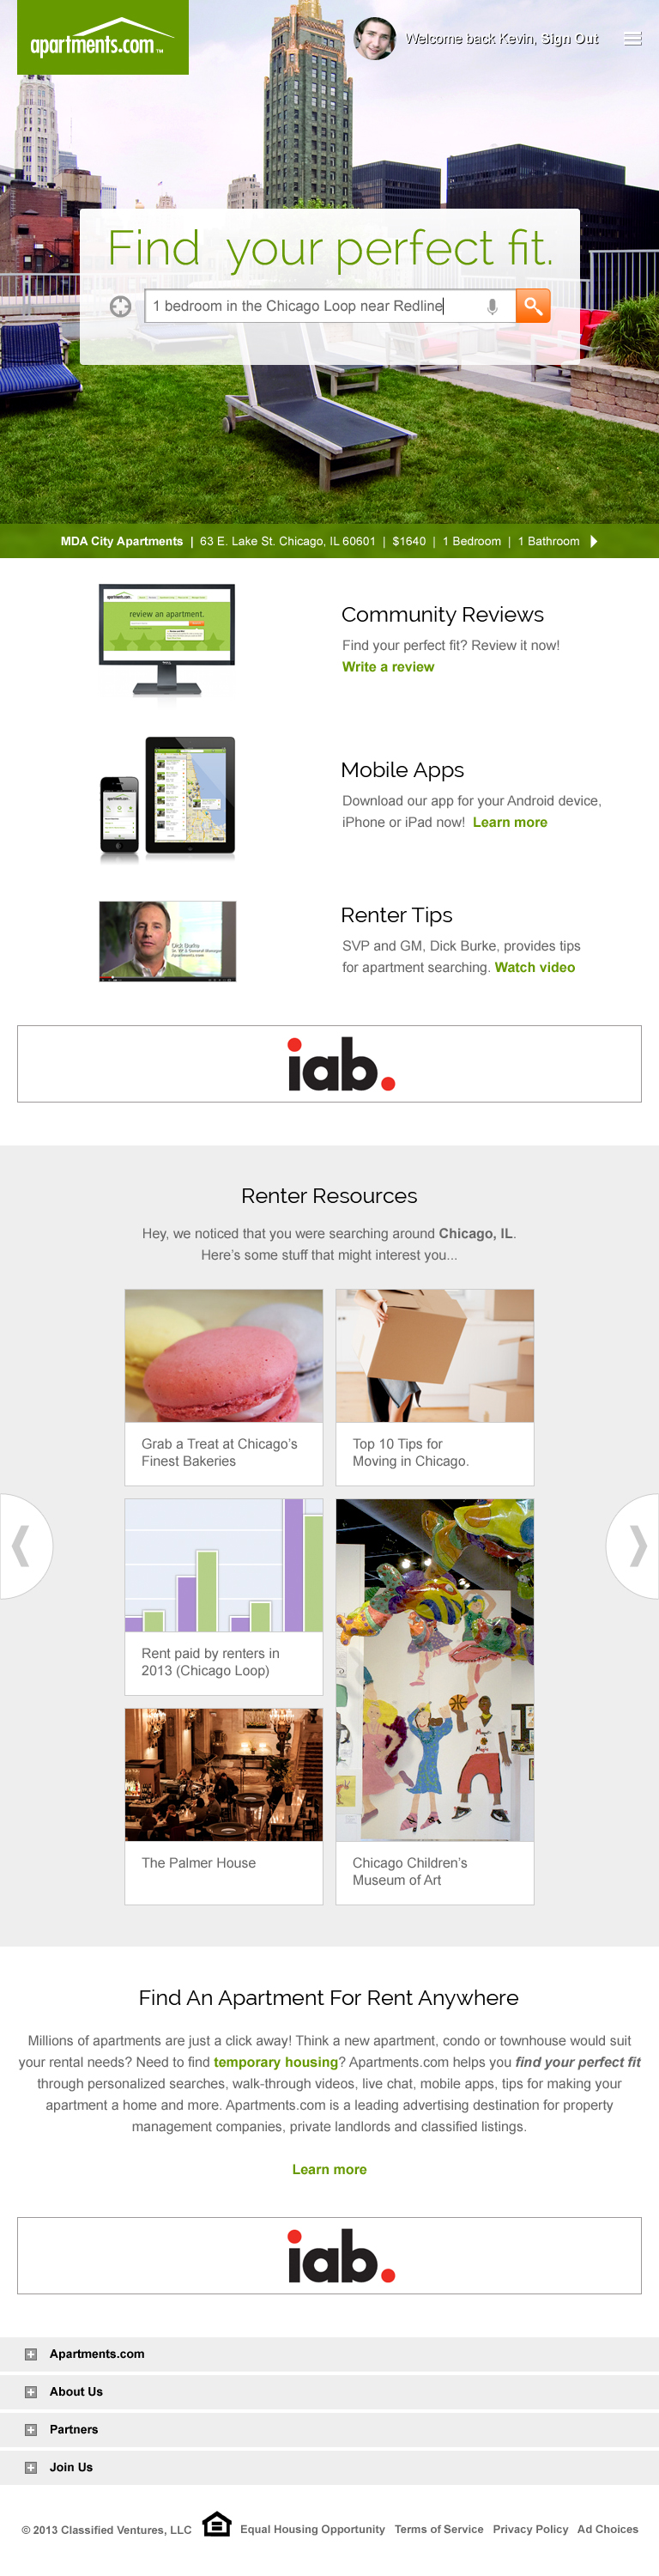 apartments.com™
Welcome back Kevin, Sign Out
Find your perfect fit.
1 bedroom in the Chicago Loop near Redline
MDA City Apartments | 63 E. Lake St. Chicago, IL 60601 | $1640 | 1 Bedroom | 1 Bathroom
apartments.com
review an apartment.
Community Reviews
Find your perfect fit? Review it now!
Write a review
Mobile Apps
Download our app for your Android device,
iPhone or iPad now! Learn more
Dick Burke
Apartments.com
Renter Tips
SVP and GM, Dick Burke, provides tips
for apartment searching. Watch video
iab.
Renter Resources
Hey, we noticed that you were searching around Chicago, IL.
Here's some stuff that might interest you...
Grab a Treat at Chicago's
Finest Bakeries
Top 10 Tips for
Moving in Chicago.
Rent paid by renters in
2013 (Chicago Loop)
The Palmer House
Magic
Chicago Children's
Museum of Art
Find An Apartment For Rent Anywhere
Millions of apartments are just a click away! Think a new apartment, condo or townhouse would suit
your rental needs? Need to find temporary housing? Apartments.com helps you find your perfect fit
through personalized searches, walk-through videos, live chat, mobile apps, tips for making your
apartment a home and more. Apartments.com is a leading advertising destination for property
management companies, private landlords and classified listings.
Learn more
iab.
Apartments.com
About Us
Partners
Join Us
© 2013 Classified Ventures, LLC Equal Housing Opportunity Terms of Service Privacy Policy Ad Choices